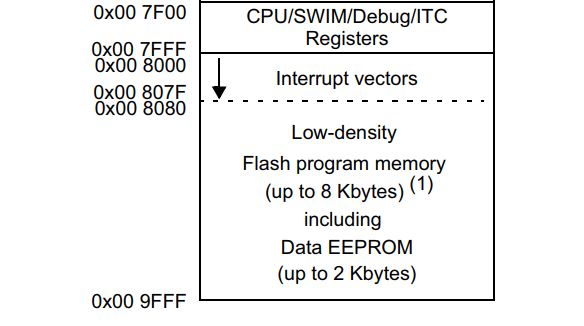 0x00 7F00
CPU/SWIM/Debug/ITC
Registers
0x00 7FFF
0x00 8000
Interrupt vectors
0x00 807F
0x00 8080
Low-density
Flash program memory
(up to 8 Kbytes) (1)
including
Data EEPROM
(up to 2 Kbytes)
0x00 9FFF